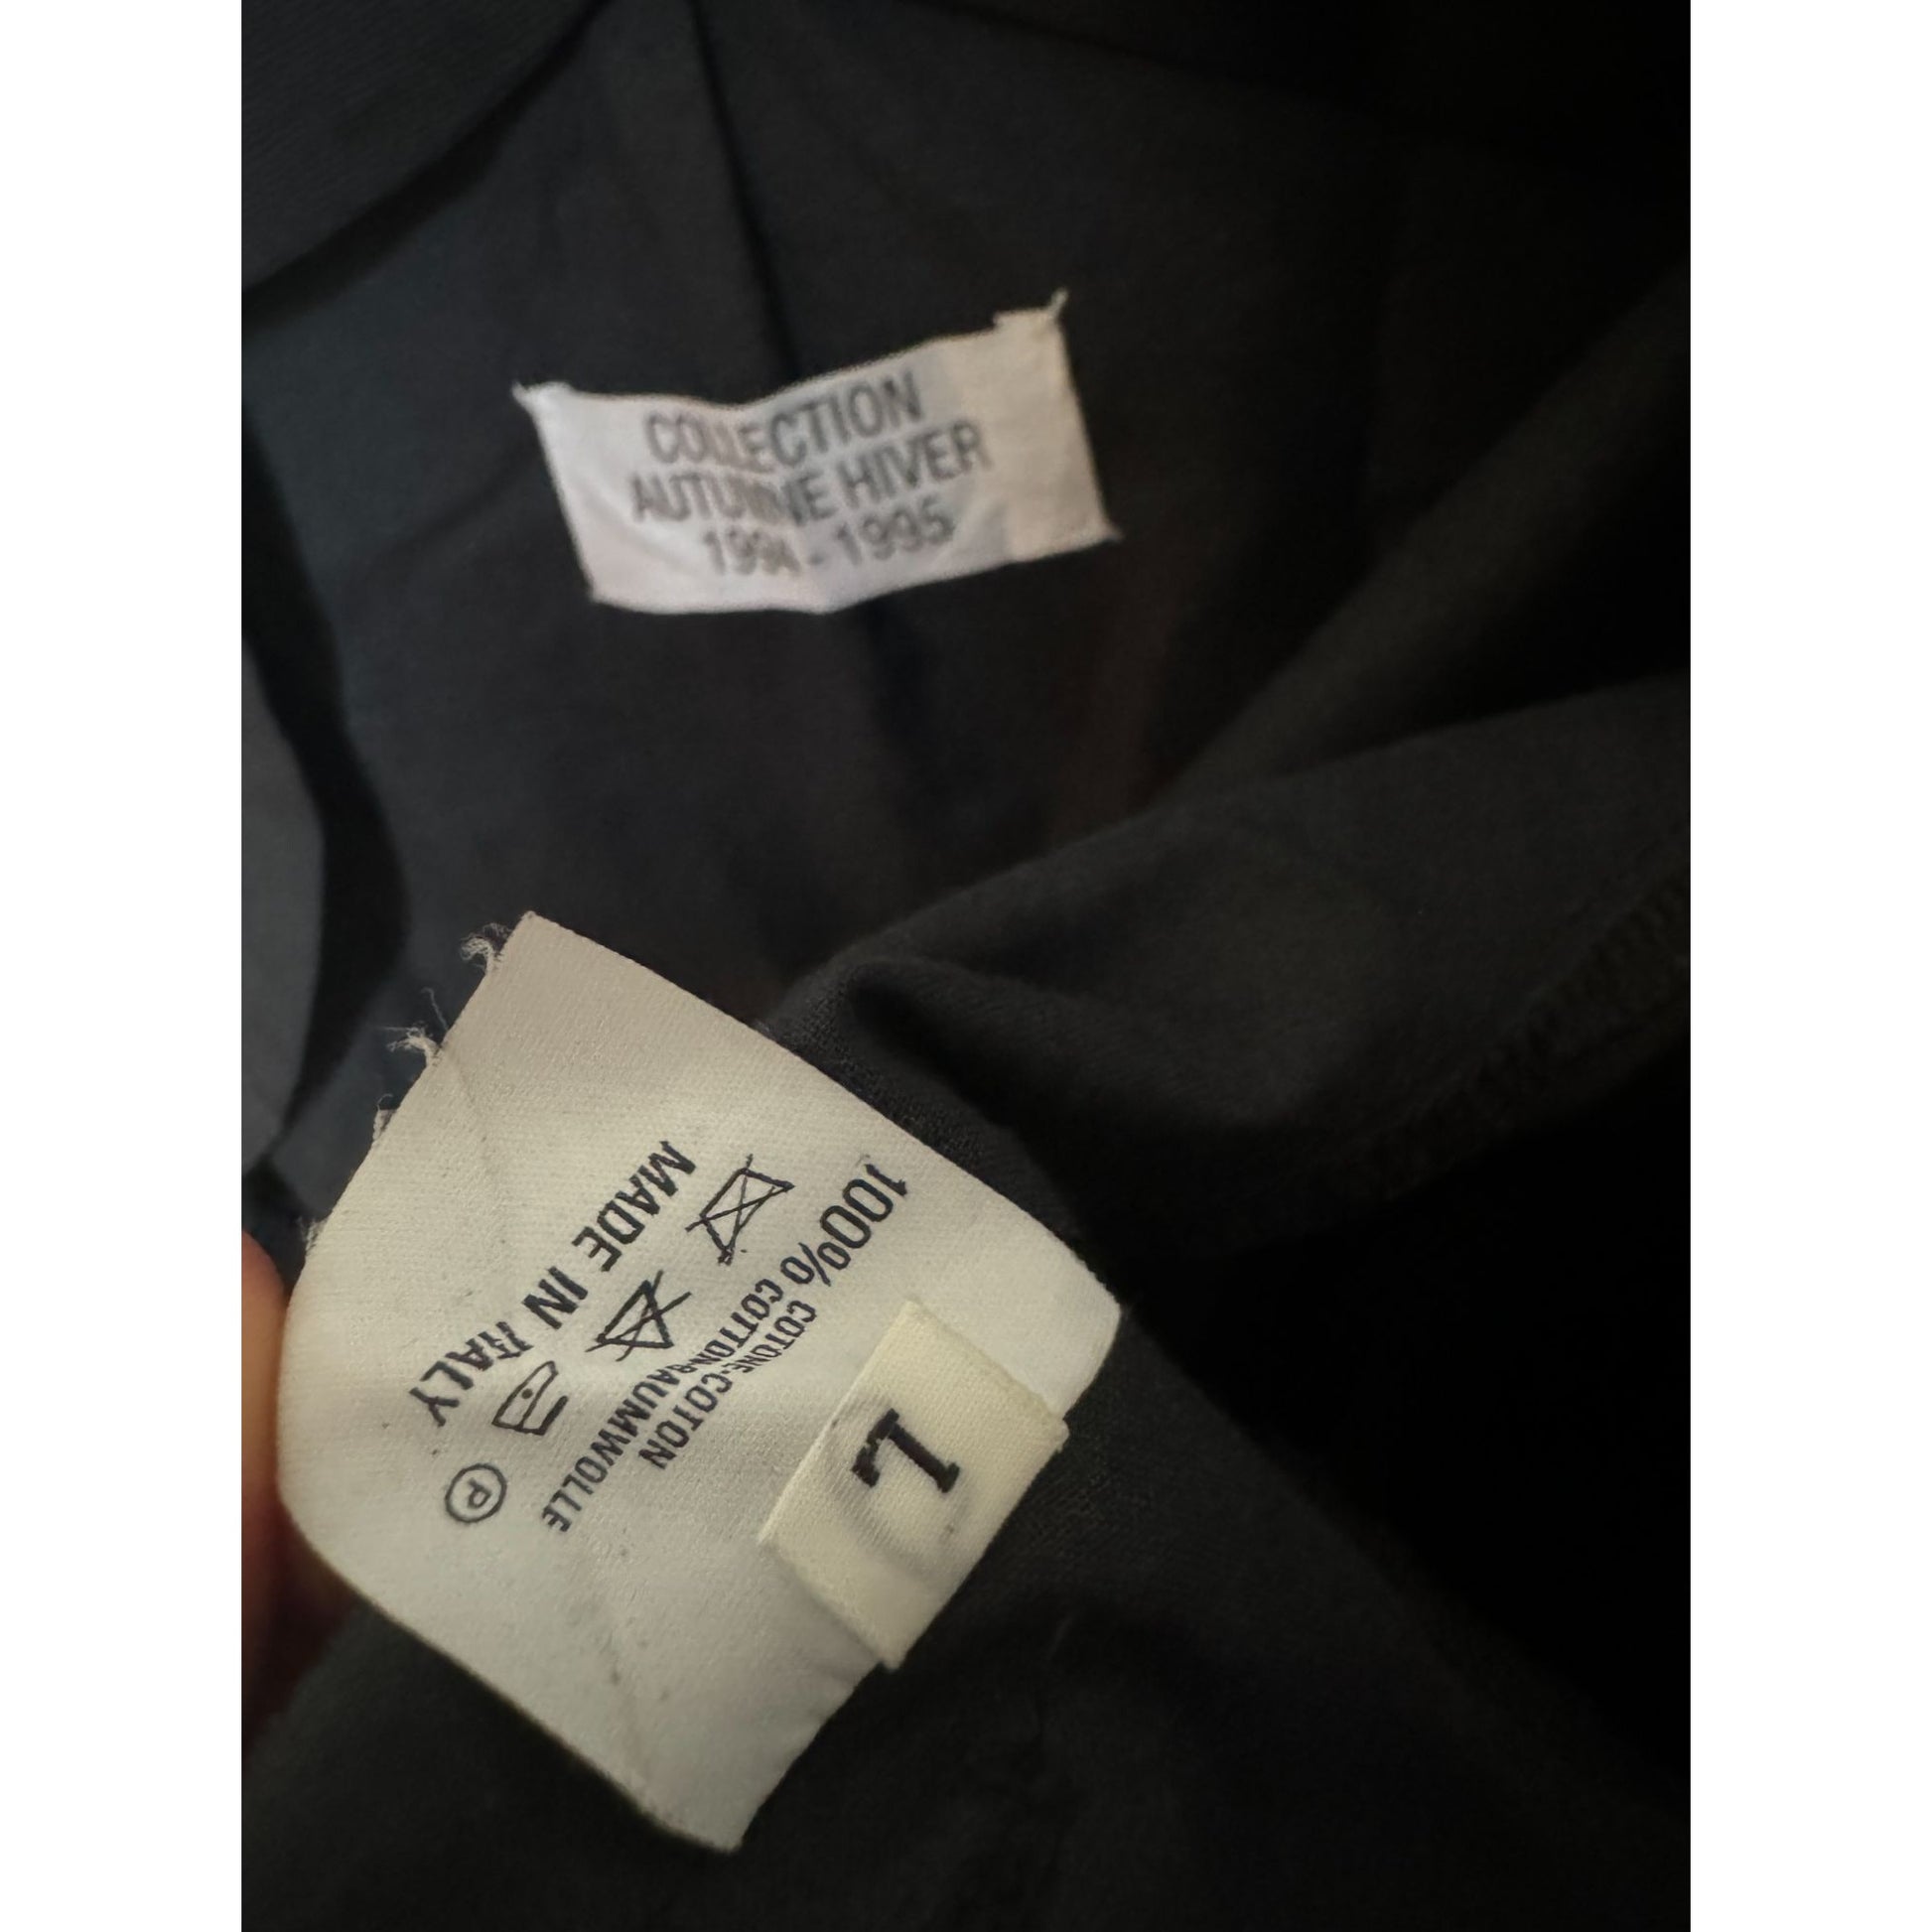 COLLECTION
AUTUMNE HIVER
1994 - 1995
L
100% COTONE·COTON
COTTON·BAUMWOLLE
MADE IN ITALY
P